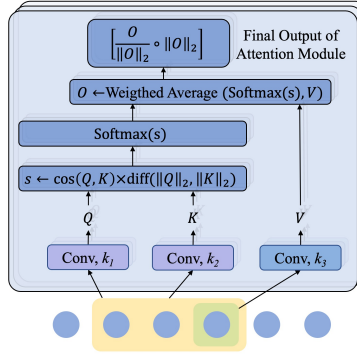 [O / ‖O‖₂ ∘ ‖O‖₂]
Final Output of
Attention Module
O ←Weigthed Average (Softmax(s), V)
Softmax(s)
s ← cos(Q, K)×diff(‖Q‖₂, ‖K‖₂)
Q K V
Conv, k₁ Conv, k₂ Conv, k₃